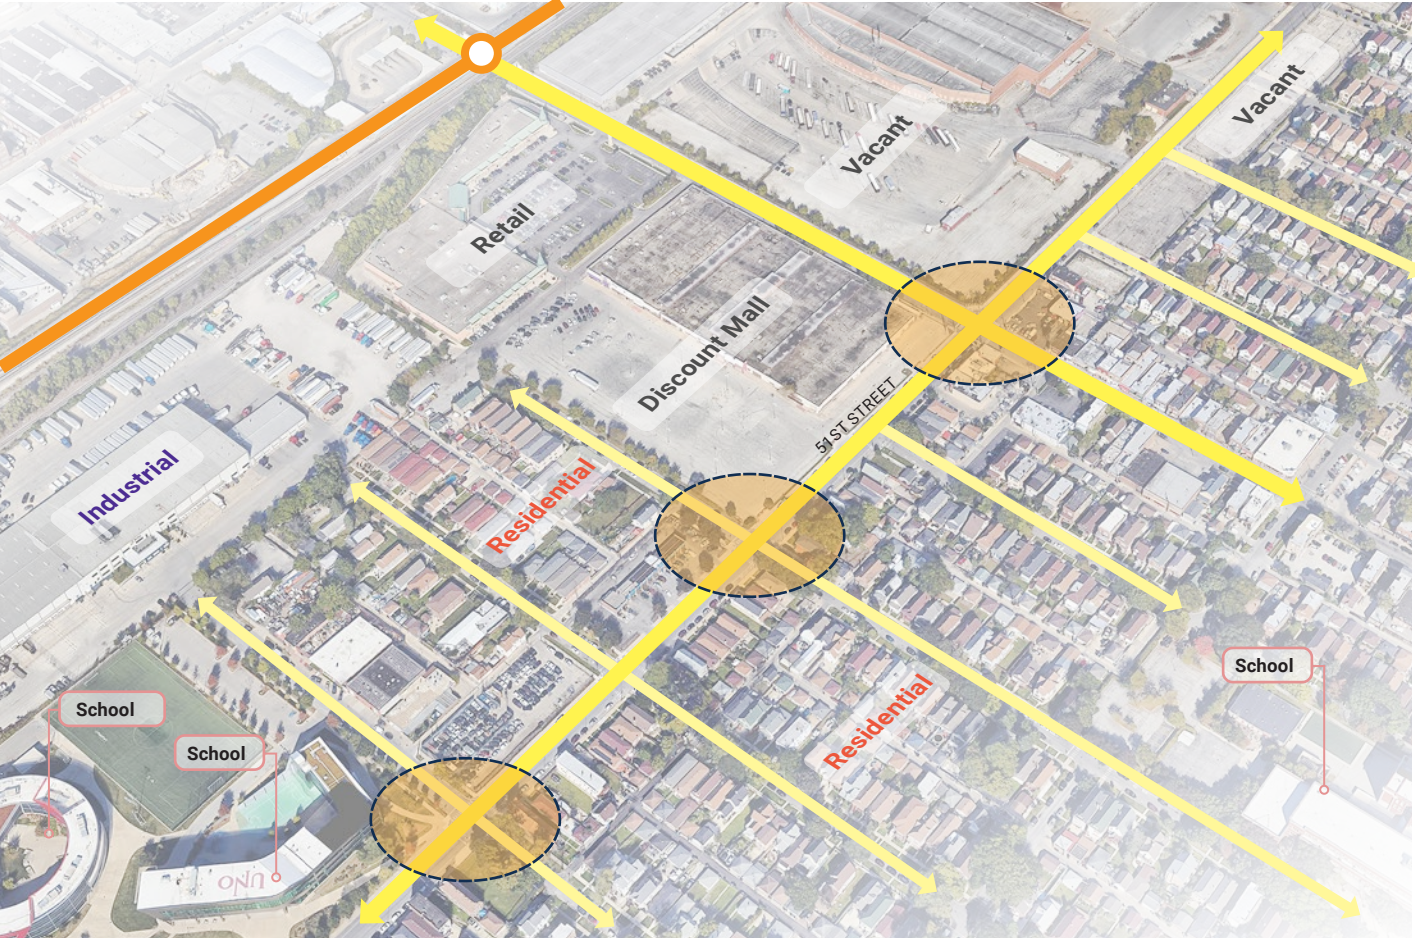 Vacant
Vacant
Retail
Discount Mall
51ST STREET
Industrial
Residential
School
Residential
School
School
UNO